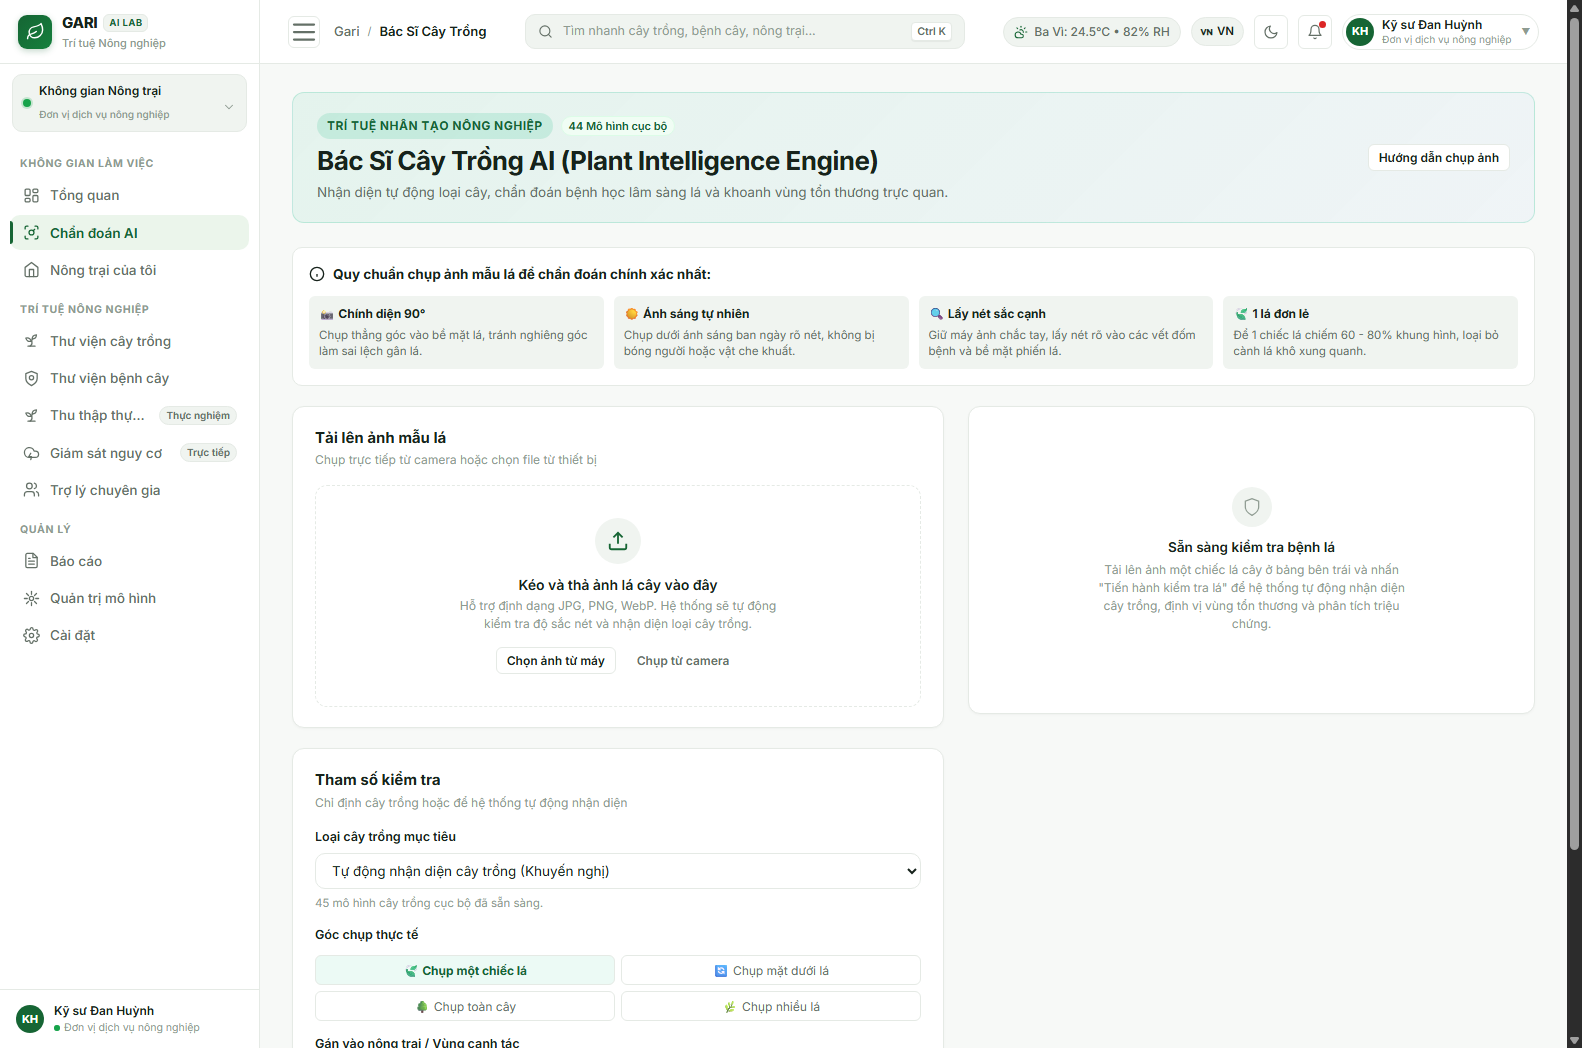 GARI AI LAB
Trí tuệ Nông nghiệp
Gari / Bác Sĩ Cây Trồng
Tìm nhanh cây trồng, bệnh cây, nông trại...
Ctrl K
Ba Vì: 24.5°C • 82% RH
VN VN
KH
Kỹ sư Đan Huỳnh
Đơn vị dịch vụ nông nghiệp
Không gian Nông trại
Đơn vị dịch vụ nông nghiệp
KHÔNG GIAN LÀM VIỆC
Tổng quan
Chẩn đoán AI
Nông trại của tôi
TRÍ TUỆ NÔNG NGHIỆP
Thư viện cây trồng
Thư viện bệnh cây
Thu thập thự... Thực nghiệm
Giám sát nguy cơ Trực tiếp
Trợ lý chuyên gia
QUẢN LÝ
Báo cáo
Quản trị mô hình
Cài đặt
KH
Kỹ sư Đan Huỳnh
Đơn vị dịch vụ nông nghiệp
TRÍ TUỆ NHÂN TẠO NÔNG NGHIỆP 44 Mô hình cục bộ
Bác Sĩ Cây Trồng AI (Plant Intelligence Engine)
Nhận diện tự động loại cây, chẩn đoán bệnh học lâm sàng lá và khoanh vùng tổn thương trực quan.
Hướng dẫn chụp ảnh
Quy chuẩn chụp ảnh mẫu lá để chẩn đoán chính xác nhất:
Chính diện 90°
Chụp thẳng góc vào bề mặt lá, tránh nghiêng góc
làm sai lệch gân lá.
Ánh sáng tự nhiên
Chụp dưới ánh sáng ban ngày rõ nét, không bị
bóng người hoặc vật che khuất.
Lấy nét sắc cạnh
Giữ máy ảnh chắc tay, lấy nét rõ vào các vết đốm
bệnh và bề mặt phiến lá.
1 lá đơn lẻ
Để 1 chiếc lá chiếm 60 - 80% khung hình, loại bỏ
cành lá khô xung quanh.
Tải lên ảnh mẫu lá
Chụp trực tiếp từ camera hoặc chọn file từ thiết bị
Kéo và thả ảnh lá cây vào đây
Hỗ trợ định dạng JPG, PNG, WebP. Hệ thống sẽ tự động
kiểm tra độ sắc nét và nhận diện loại cây trồng.
Chọn ảnh từ máy
Chụp từ camera
Sẵn sàng kiểm tra bệnh lá
Tải lên ảnh một chiếc lá cây ở bảng bên trái và nhấn
"Tiến hành kiểm tra lá" để hệ thống tự động nhận diện
cây trồng, định vị vùng tổn thương và phân tích triệu
chứng.
Tham số kiểm tra
Chỉ định cây trồng hoặc để hệ thống tự động nhận diện
Loại cây trồng mục tiêu
Tự động nhận diện cây trồng (Khuyến nghị)
45 mô hình cây trồng cục bộ đã sẵn sàng.
Góc chụp thực tế
Chụp một chiếc lá
Chụp mặt dưới lá
Chụp toàn cây
Chụp nhiều lá
Gán vào nông trại / Vùng canh tác